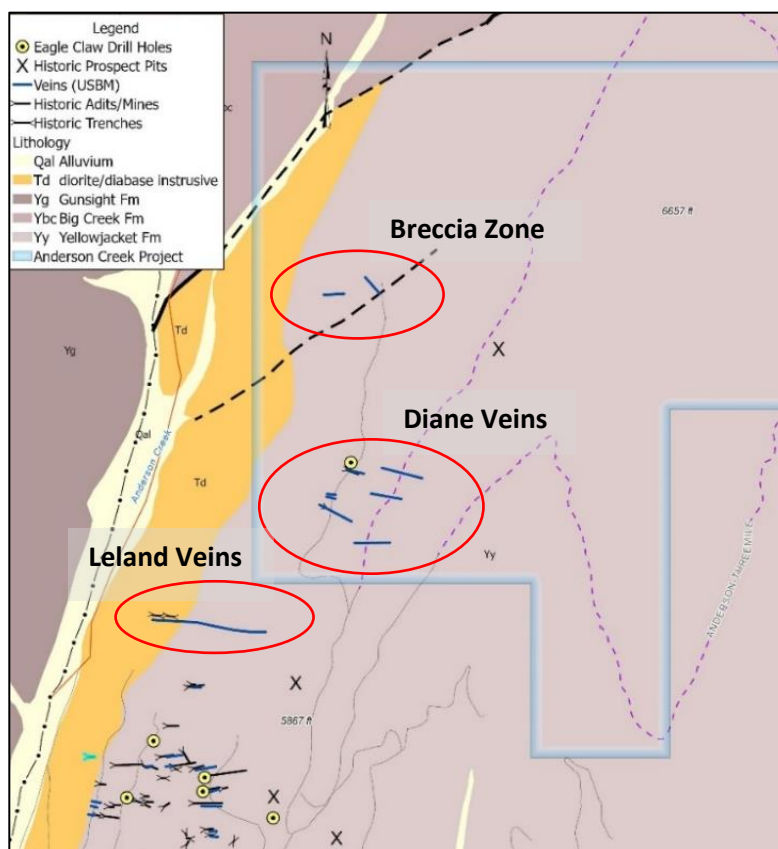 Legend
Eagle Claw Drill Holes
X Historic Prospect Pits
Veins (USBM)
Historic Adits/Mines
Historic Trenches
Lithology
Qal Alluvium
Td diorite/diabase instrusive
Yg Gunsight Fm
Ybc Big Creek Fm
Yy Yellowjacket Fm
Anderson Creek Project
N
6657 ft
Breccia Zone
Td
Yg
X
Diane Veins
Qal
Anderson Creek
Td
Leland Veins
Yy
ANDERSON THREEMILE
X
5867 ft
X
X